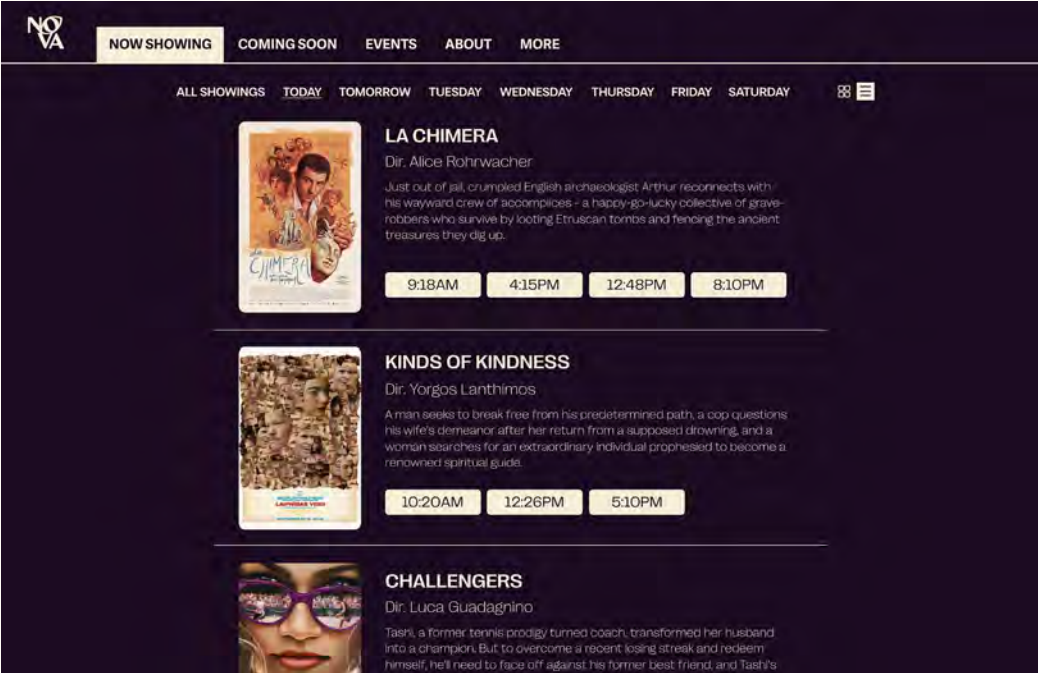 NOVA
NOW SHOWING COMING SOON EVENTS ABOUT MORE
ALL SHOWINGS TODAY TOMORROW TUESDAY WEDNESDAY THURSDAY FRIDAY SATURDAY
LA CHIMERA
Dir. Alice Rohrwacher
Just out of jail, crumpled English archaeologist Arthur reconnects with
his wayward crew of accomplices - a happy-go-lucky collective of grave-
robbers who survive by looting Etruscan tombs and fencing the ancient
treasures they dig up.
la
CHIMERA
9:18AM 4:15PM 12:48PM 8:10PM
KINDS OF KINDNESS
Dir. Yorgos Lanthimos
A man seeks to break free from his predetermined path, a cop questions
his wife's demeanor after her return from a supposed drowning, and a
woman searches for an extraordinary individual prophesied to become a
renowned spiritual guide.
10:20AM 12:26PM 5:10PM
CHALLENGERS
Dir. Luca Guadagnino
Tashi, a former tennis prodigy turned coach, transformed her husband
into a champion. But to overcome a recent losing streak and redeem
himself, he'll need to face off against his former best friend, and Tashi's